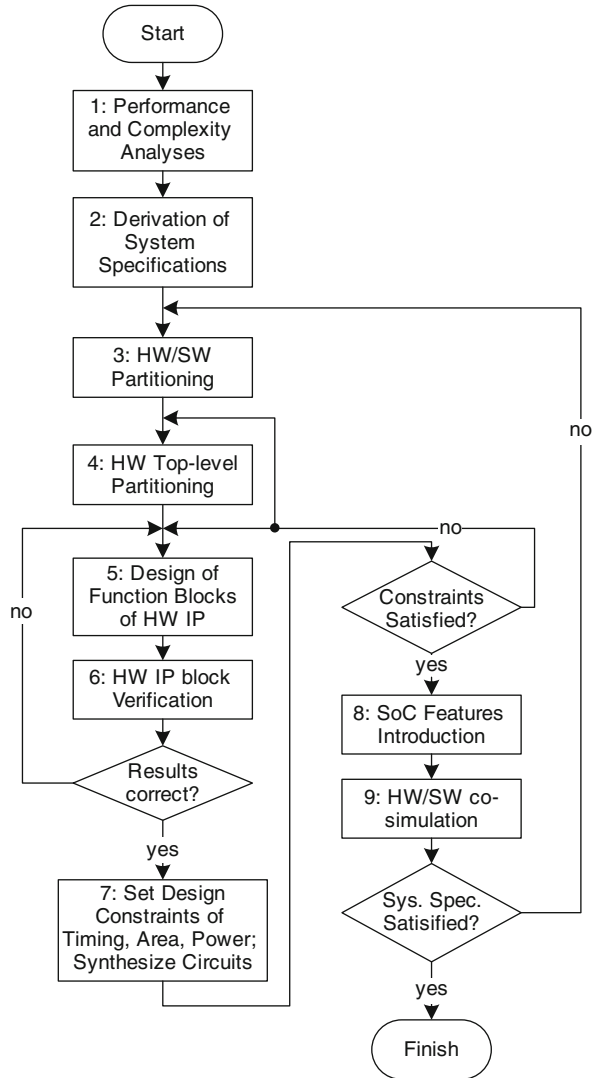 Start
1: Performance
and Complexity
Analyses
2: Derivation of
System
Specifications
3: HW/SW
Partitioning
no
4: HW Top-level
Partitioning
no
5: Design of
Function Blocks
of HW IP
no
Constraints
Satisfied?
yes
6: HW IP block
Verification
8: SoC Features
Introduction
Results
correct?
9: HW/SW co-
simulation
yes
7: Set Design
Constraints of
Timing, Area, Power;
Synthesize Circuits
Sys. Spec.
Satisified?
yes
Finish